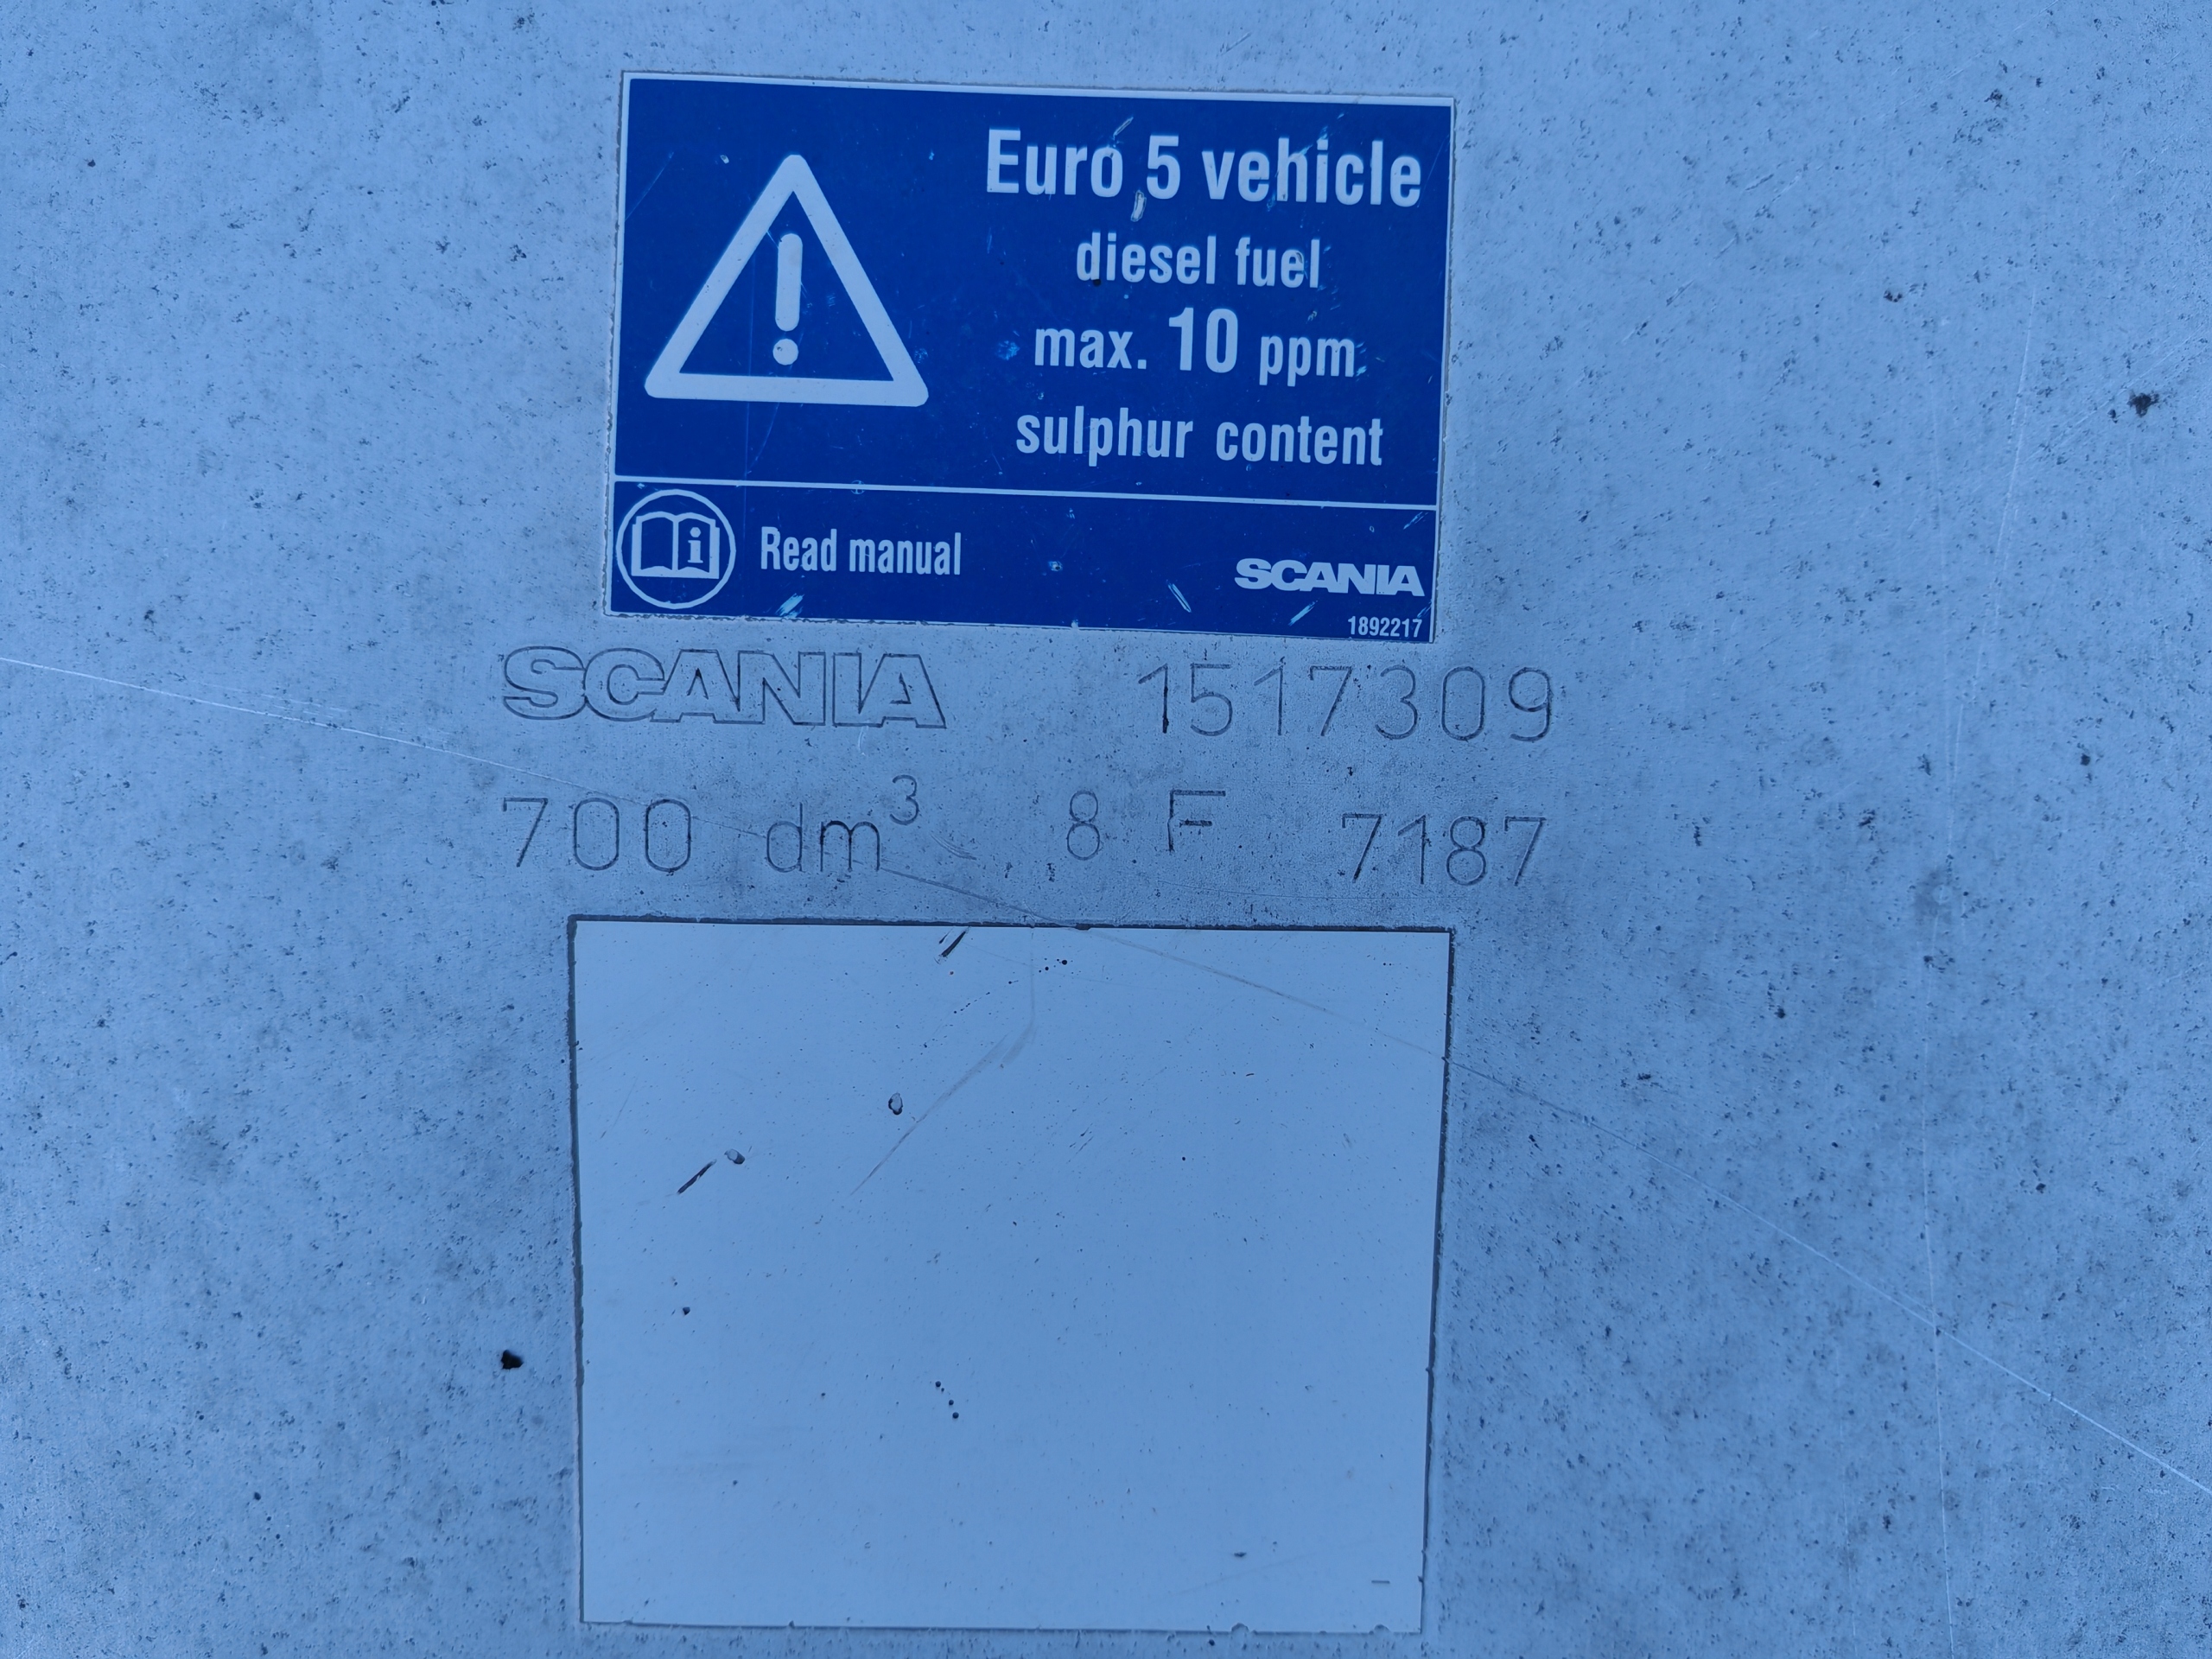 Euro 5 vehicle
diesel fuel
max. 10 ppm
sulphur content
Read manual
SCANIA
1892217
SCANIA 1517309
700 dm³ 8 F 7187